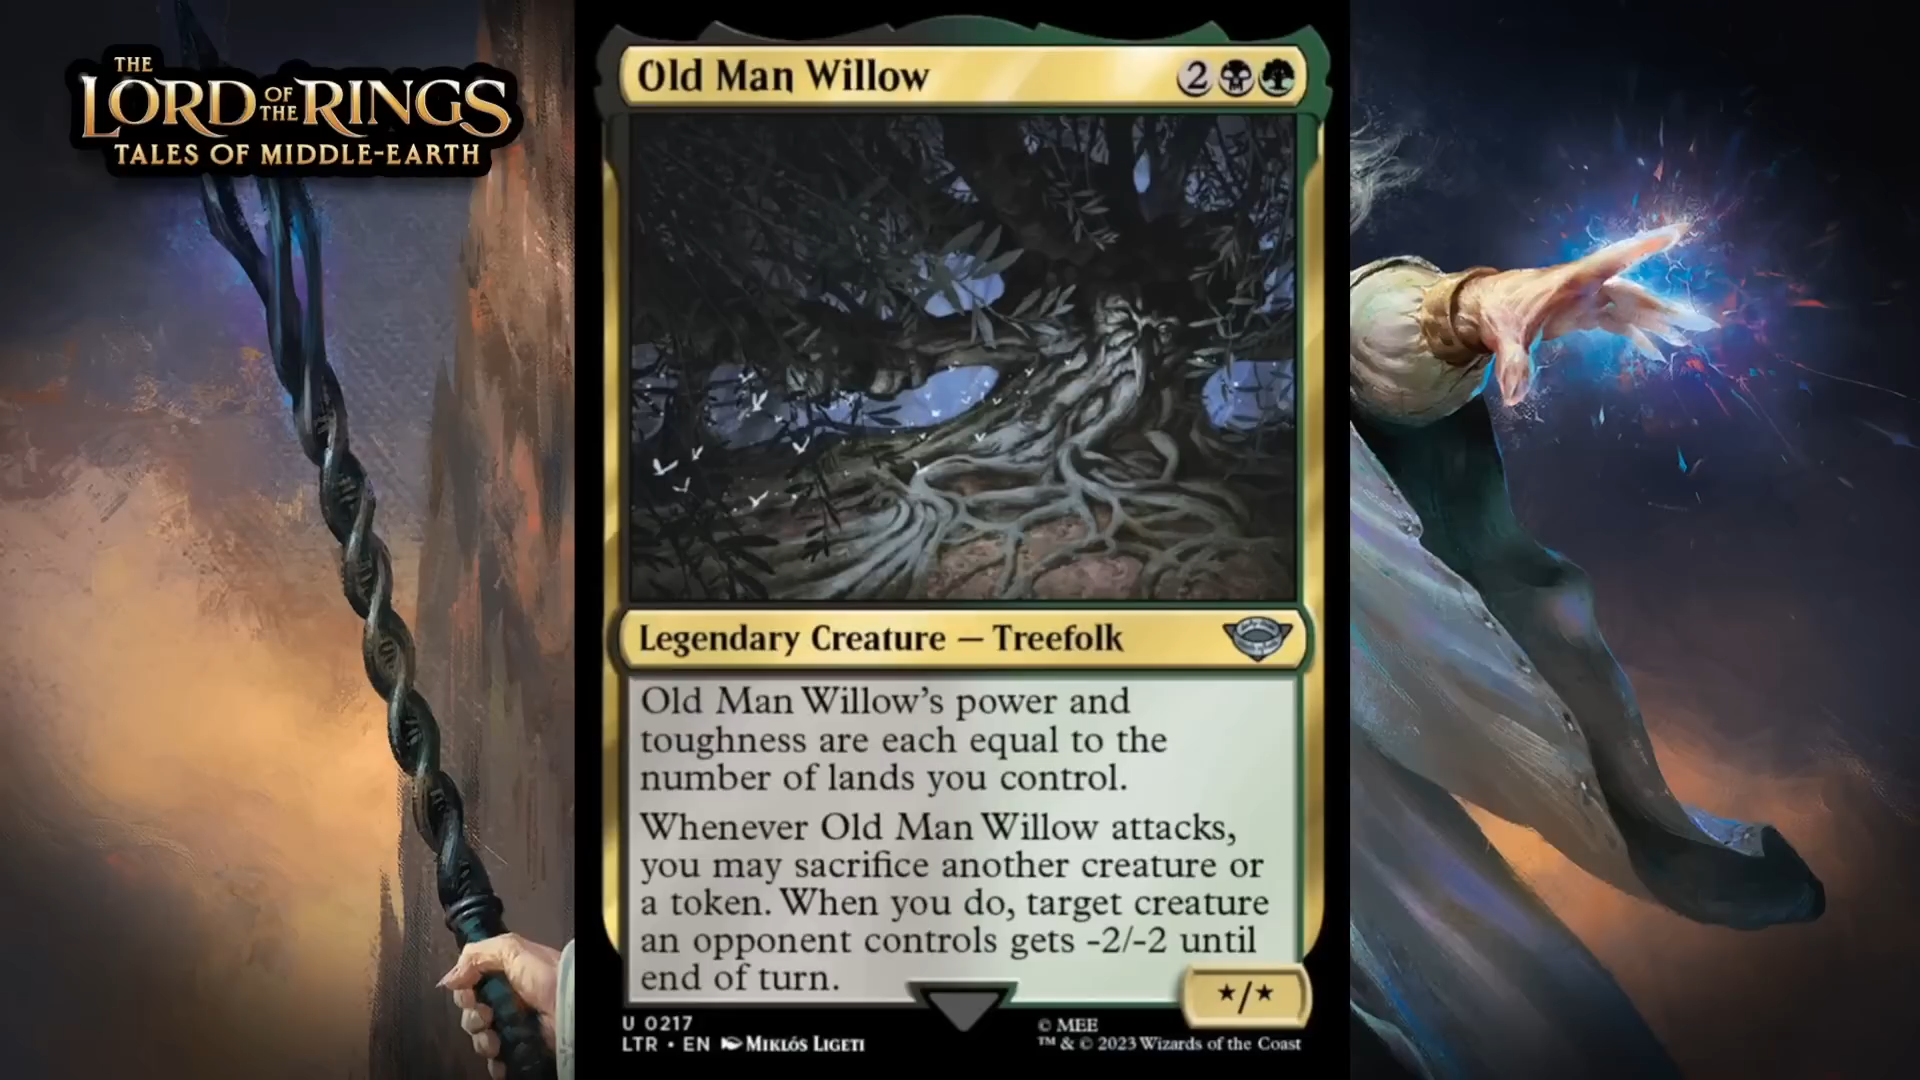 THE
LORD OF THE RINGS
TALES OF MIDDLE-EARTH
Old Man Willow
2
Legendary Creature — Treefolk
Old Man Willow's power and
toughness are each equal to the
number of lands you control.
Whenever Old Man Willow attacks,
you may sacrifice another creature or
a token. When you do, target creature
an opponent controls gets -2/-2 until
end of turn.
★/★
U 0217
LTR • EN Miklós Ligeti
© MEE
™ & © 2023 Wizards of the Coast